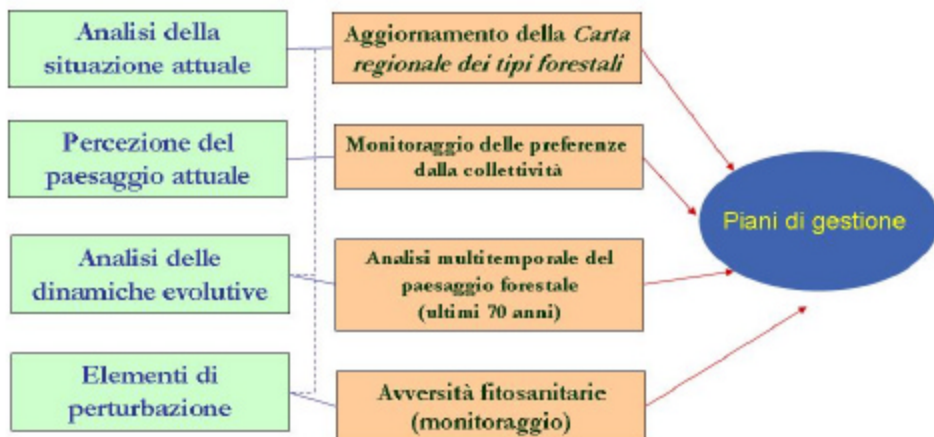 Analisi della
situazione attuale
Aggiornamento della Carta
regionale dei tipi forestali
Percezione del
paesaggio attuale
Monitoraggio delle preferenze
dalla collettività
Piani di gestione
Analisi delle
dinamiche evolutive
Analisi multitemporale del
paesaggio forestale
(ultimi 70 anni)
Elementi di
perturbazione
Avversità fitosanitarie
(monitoraggio)